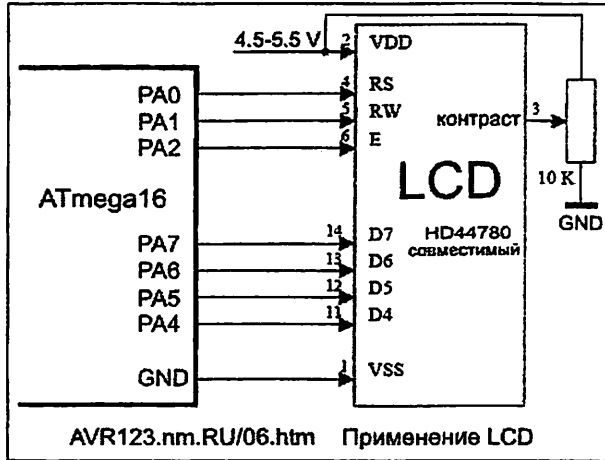 4.5-5.5 V 2 VDD
PA0 4 RS
PA1 5 RW
PA2 6 E
контраст 3
ATmega16
LCD
10 K
GND
HD44780
совместимый
PA7 14 D7
PA6 13 D6
PA5 12 D5
PA4 11 D4
GND 1 VSS
AVR123.nm.RU/06.htm Применение LCD